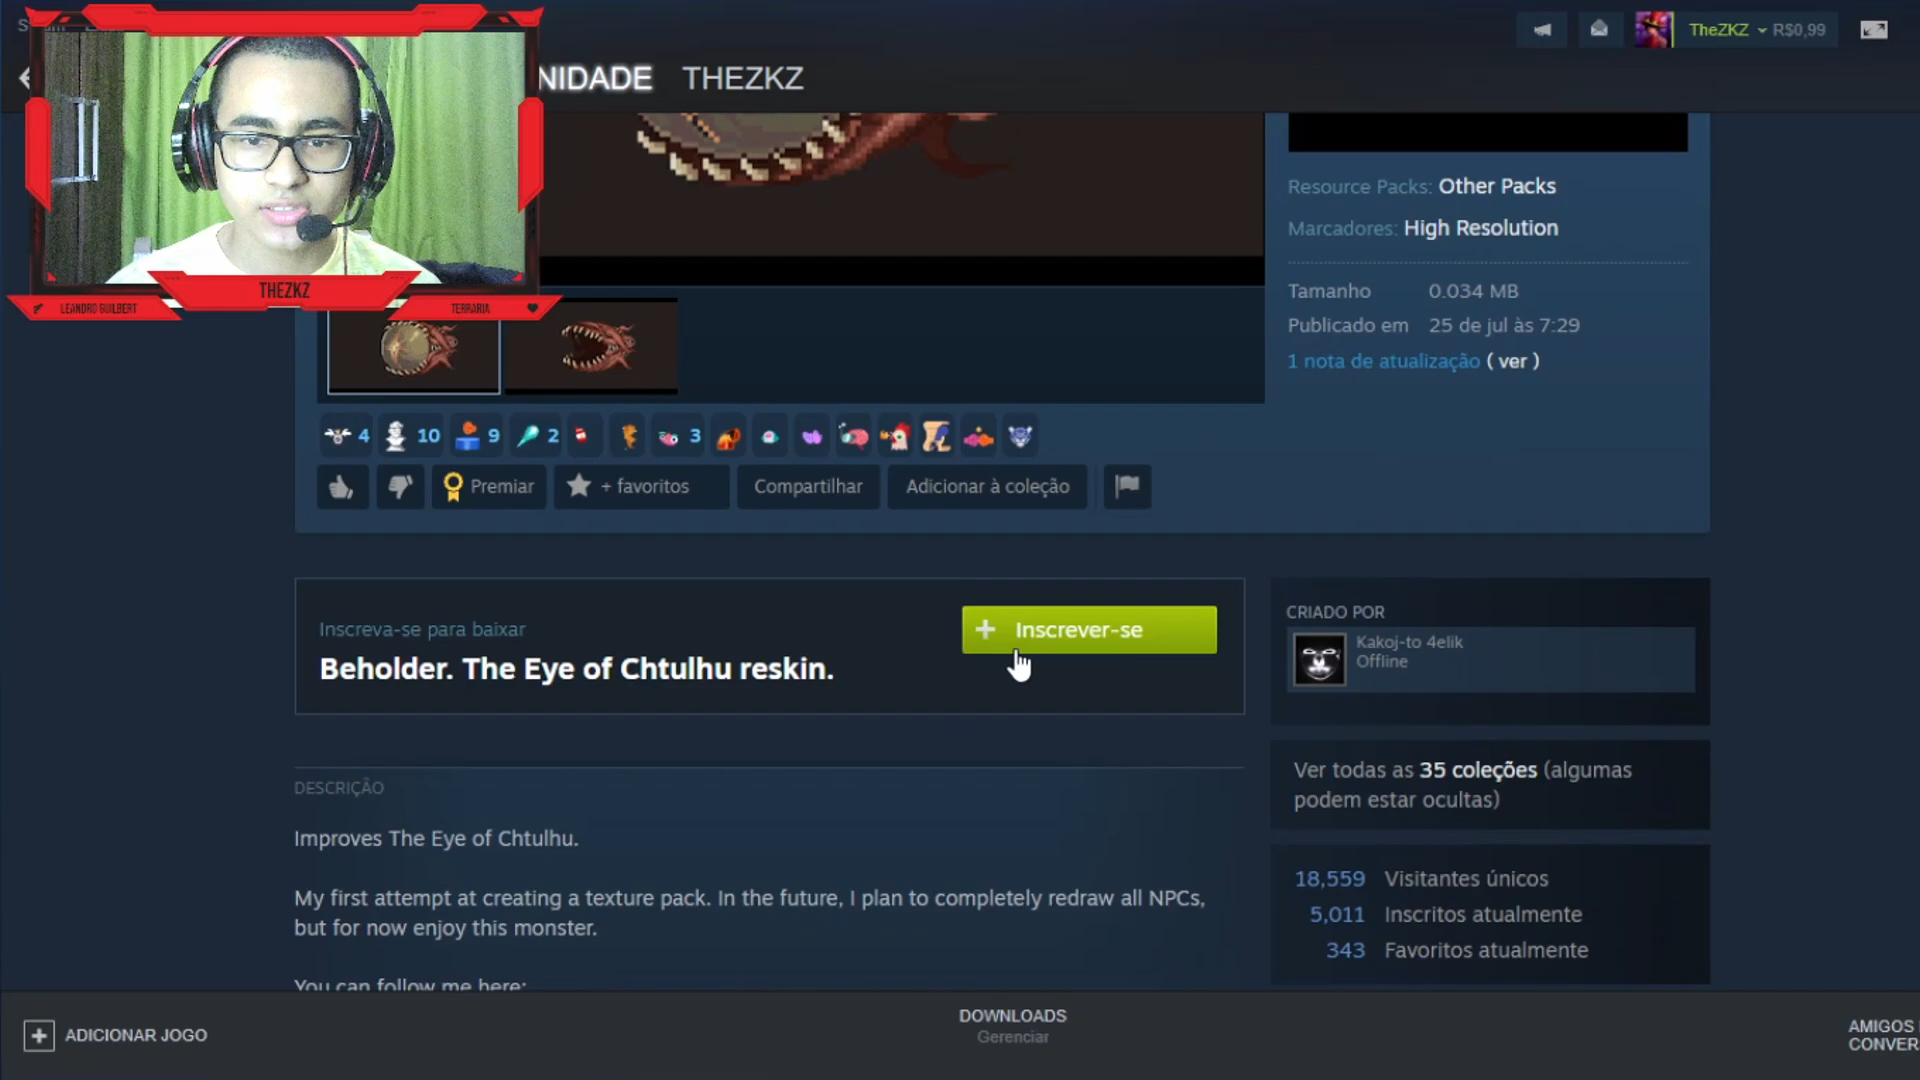 TheZKZ
R$0,99
NIDADE
THEZKZ
THEZKZ
LEANDRO GUILBERT
TERRARIA
Resource Packs: Other Packs
Marcadores: High Resolution
Tamanho 0.034 MB
Publicado em 25 de jul às 7:29
1 nota de atualização ( ver )
4
10
9
2
3
Premiar
+ favoritos
Compartilhar
Adicionar à coleção
Inscreva-se para baixar
Beholder. The Eye of Chtulhu reskin.
+ Inscrever-se
CRIADO POR
Kakoj-to 4elik
Offline
Ver todas as 35 coleções (algumas
podem estar ocultas)
18,559 Visitantes únicos
5,011 Inscritos atualmente
343 Favoritos atualmente
DESCRIÇÃO
Improves The Eye of Chtulhu.
My first attempt at creating a texture pack. In the future, I plan to completely redraw all NPCs,
but for now enjoy this monster.
You can follow me here:
+ ADICIONAR JOGO
DOWNLOADS
Gerenciar
AMIGOS
CONVER